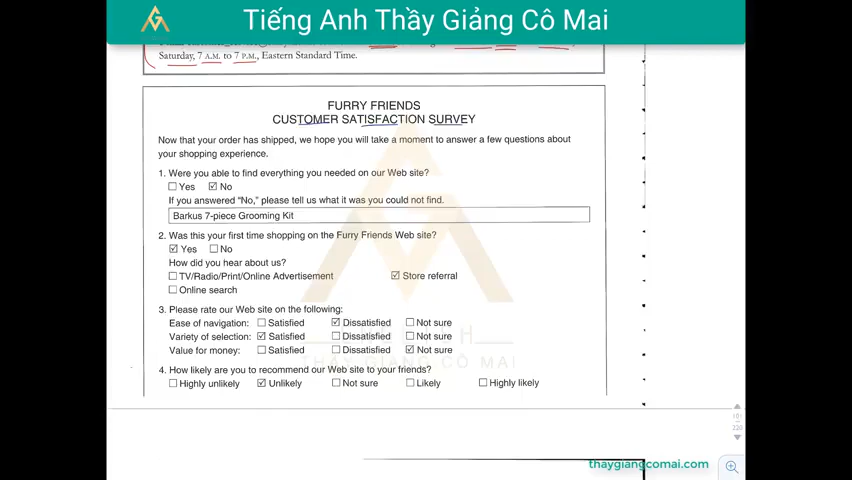 Tiếng Anh Thầy Giảng Cô Mai
Saturday, 7 A.M. to 7 P.M., Eastern Standard Time.
FURRY FRIENDS
CUSTOMER SATISFACTION SURVEY
Now that your order has shipped, we hope you will take a moment to answer a few questions about
your shopping experience.
1. Were you able to find everything you needed on our Web site?
☐ Yes ☑ No
If you answered “No,” please tell us what it was you could not find.
Barkus 7-piece Grooming Kit
2. Was this your first time shopping on the Furry Friends Web site?
☑ Yes ☐ No
How did you hear about us?
☐ TV/Radio/Print/Online Advertisement ☑ Store referral
☐ Online search
3. Please rate our Web site on the following:
Ease of navigation: ☐ Satisfied ☑ Dissatisfied ☐ Not sure
Variety of selection: ☑ Satisfied ☐ Dissatisfied ☐ Not sure
Value for money: ☐ Satisfied ☐ Dissatisfied ☑ Not sure
THẦY GIẢNG CÔ MAI
4. How likely are you to recommend our Web site to your friends?
☐ Highly unlikely ☑ Unlikely ☐ Not sure ☐ Likely ☐ Highly likely
220
thaygiangcomai.com